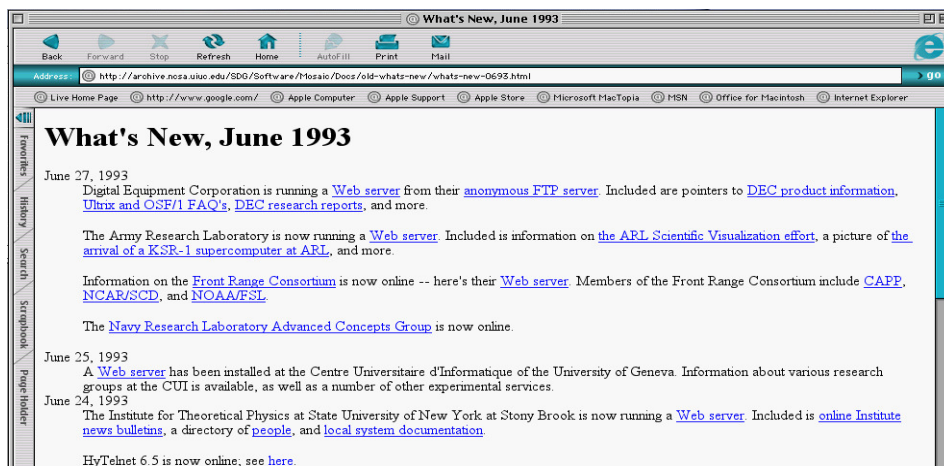 What's New, June 1993
Back Forward Stop Refresh Home AutoFill Print Mail
Address: http://archive.ncsa.uiuc.edu/SDG/Software/Mosaic/Docs/old-whats-new/whats-new-0693.html go
Live Home Page http://www.google.com/ Apple Computer Apple Support Apple Store Microsoft MacTopia MSN Office for Macintosh Internet Explorer
Favorites
History
Search
Scrapbook
Page Holder
What's New, June 1993
June 27, 1993
Digital Equipment Corporation is running a Web server from their anonymous FTP server. Included are pointers to DEC product information,
Ultrix and OSF/1 FAQ's, DEC research reports, and more.
The Army Research Laboratory is now running a Web server. Included is information on the ARL Scientific Visualization effort, a picture of the
arrival of a KSR-1 supercomputer at ARL, and more.
Information on the Front Range Consortium is now online -- here's their Web server. Members of the Front Range Consortium include CAPP,
NCAR/SCD, and NOAA/FSL.
The Navy Research Laboratory Advanced Concepts Group is now online.
June 25, 1993
A Web server has been installed at the Centre Universitaire d'Informatique of the University of Geneva. Information about various research
groups at the CUI is available, as well as a number of other experimental services.
June 24, 1993
The Institute for Theoretical Physics at State University of New York at Stony Brook is now running a Web server. Included is online Institute
news bulletins, a directory of people, and local system documentation.
HyTelnet 6.5 is now online; see here.